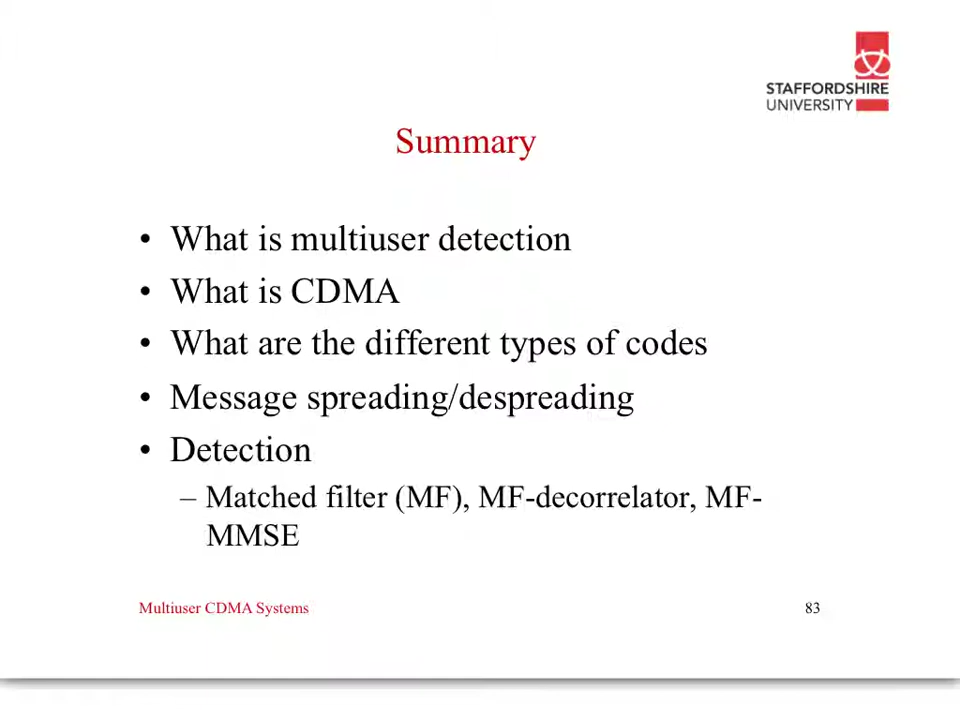 STAFFORDSHIRE
UNIVERSITY
Summary
• What is multiuser detection
• What is CDMA
• What are the different types of codes
• Message spreading/despreading
• Detection
– Matched filter (MF), MF-decorrelator, MF-
MMSE
Multiuser CDMA Systems
83